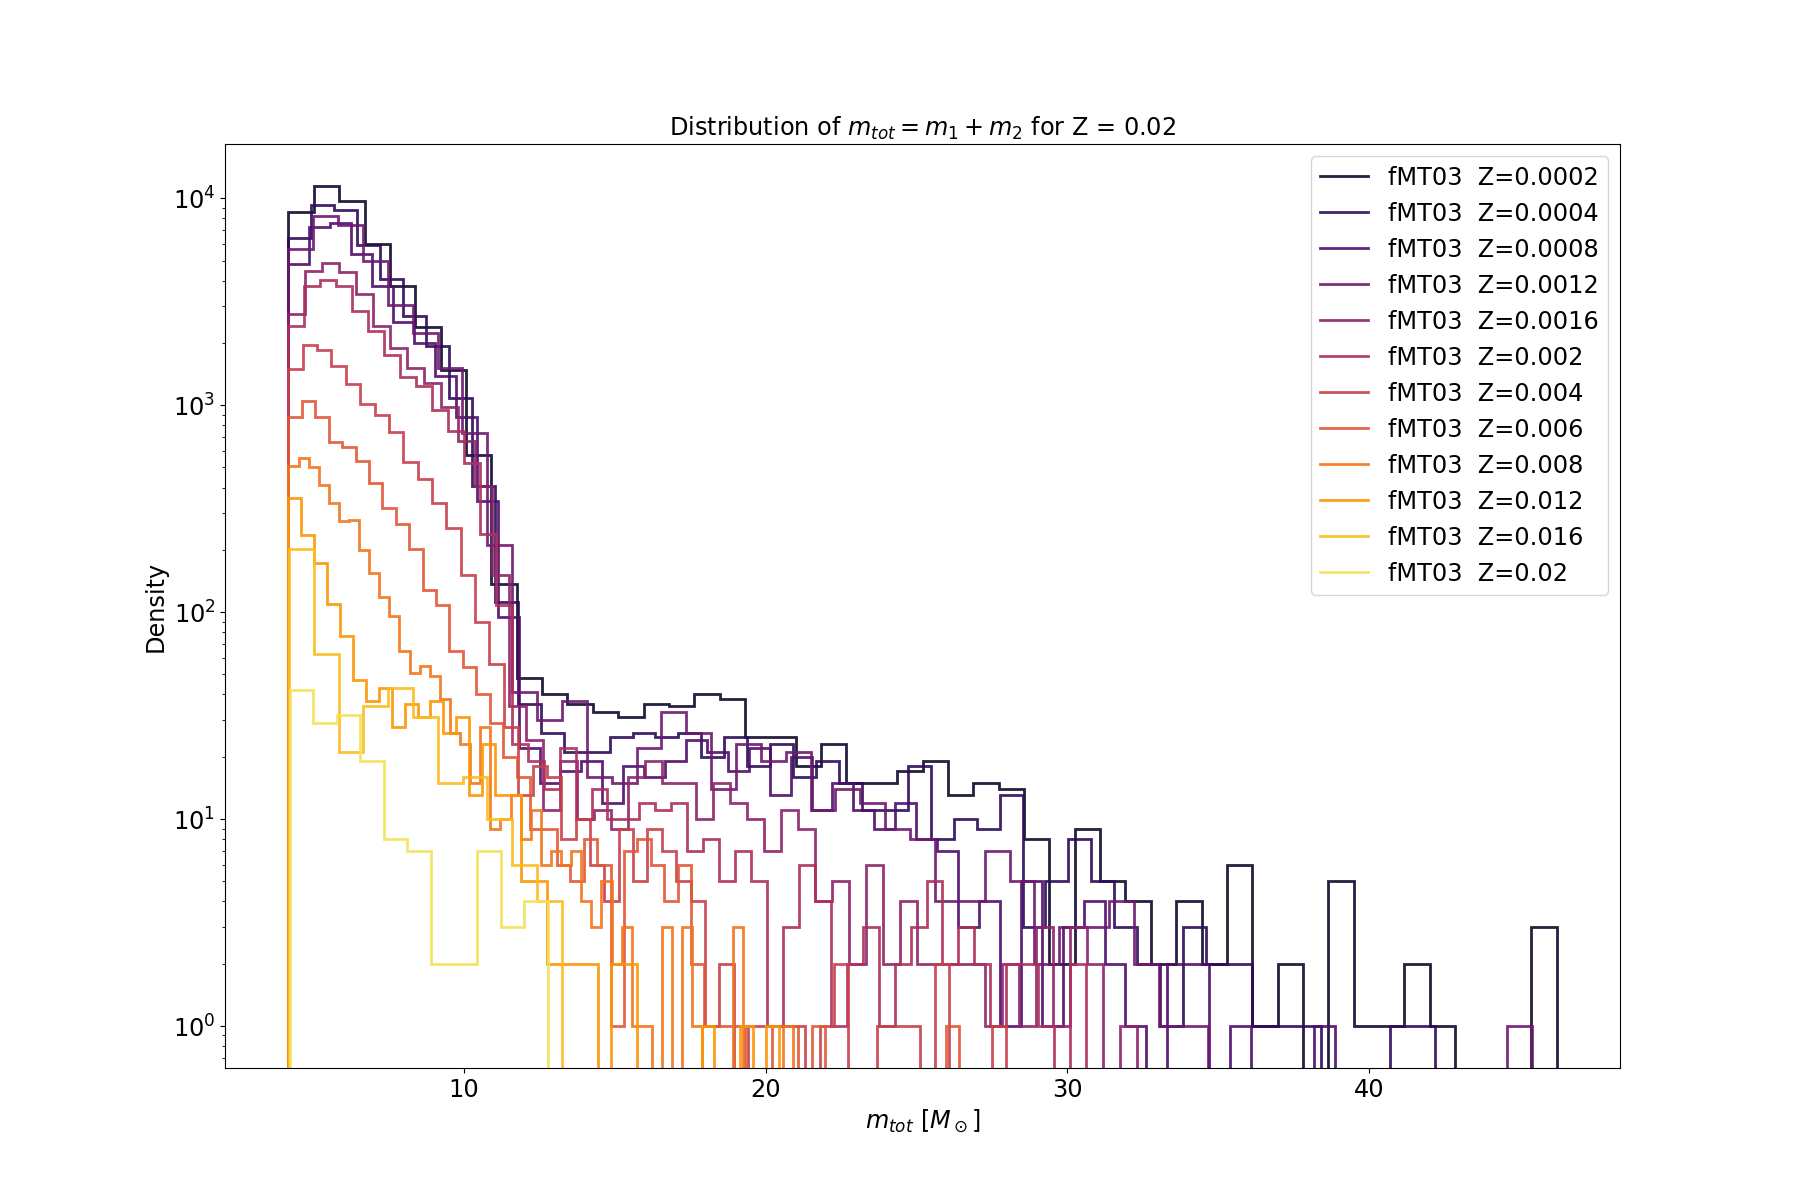 Distribution of m_tot = m_1 + m_2 for Z = 0.02
fMT03 Z=0.0002
fMT03 Z=0.0004
fMT03 Z=0.0008
fMT03 Z=0.0012
fMT03 Z=0.0016
fMT03 Z=0.002
fMT03 Z=0.004
fMT03 Z=0.006
fMT03 Z=0.008
fMT03 Z=0.012
fMT03 Z=0.016
fMT03 Z=0.02
10^4
10^3
10^2
10^1
10^0
Density
10 20 30 40
m_tot [M_⊙]